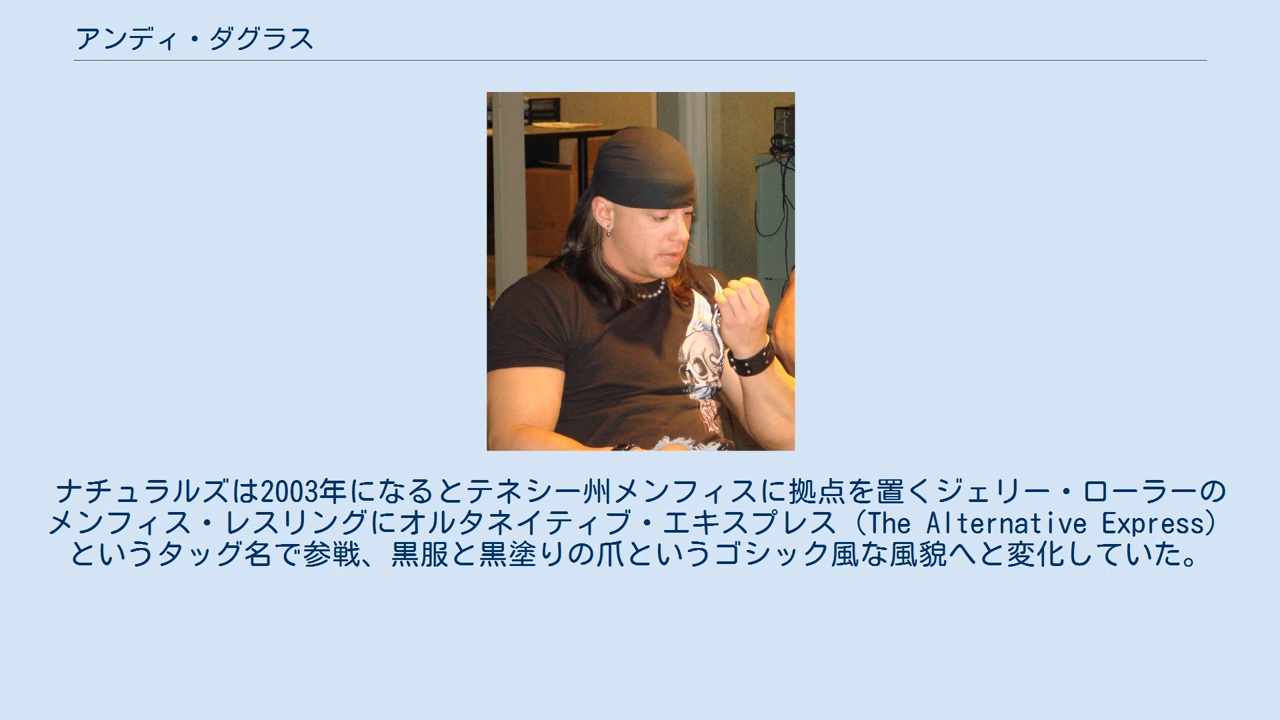 アンディ・ダグラス
ナチュラルズは2003年になるとテネシー州メンフィスに拠点を置くジェリー・ローラーの
メンフィス・レスリングにオルタネイティブ・エキスプレス（The Alternative Express）
というタッグ名で参戦、黒服と黒塗りの爪というゴシック風な風貌へと変化していた。